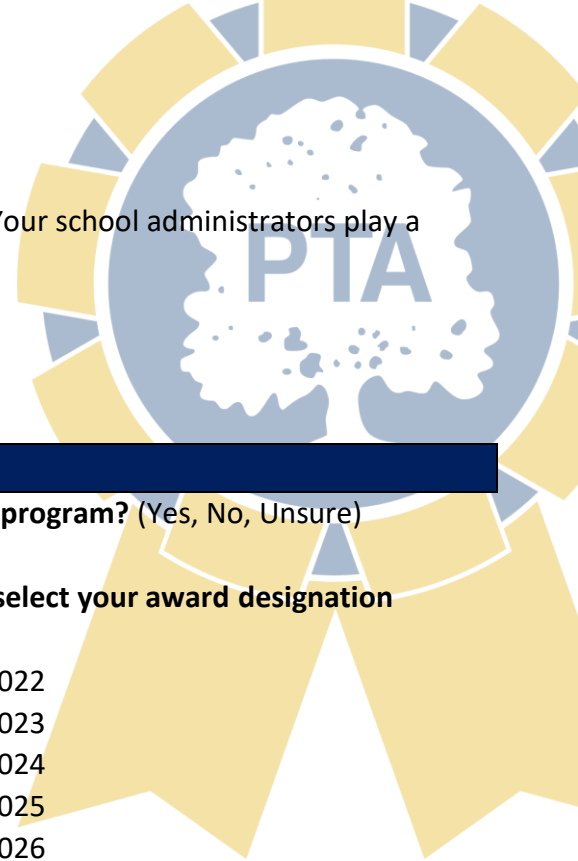 Your school administrators play a
PTA
program? (Yes, No, Unsure)
select your award designation
022
023
024
025
026